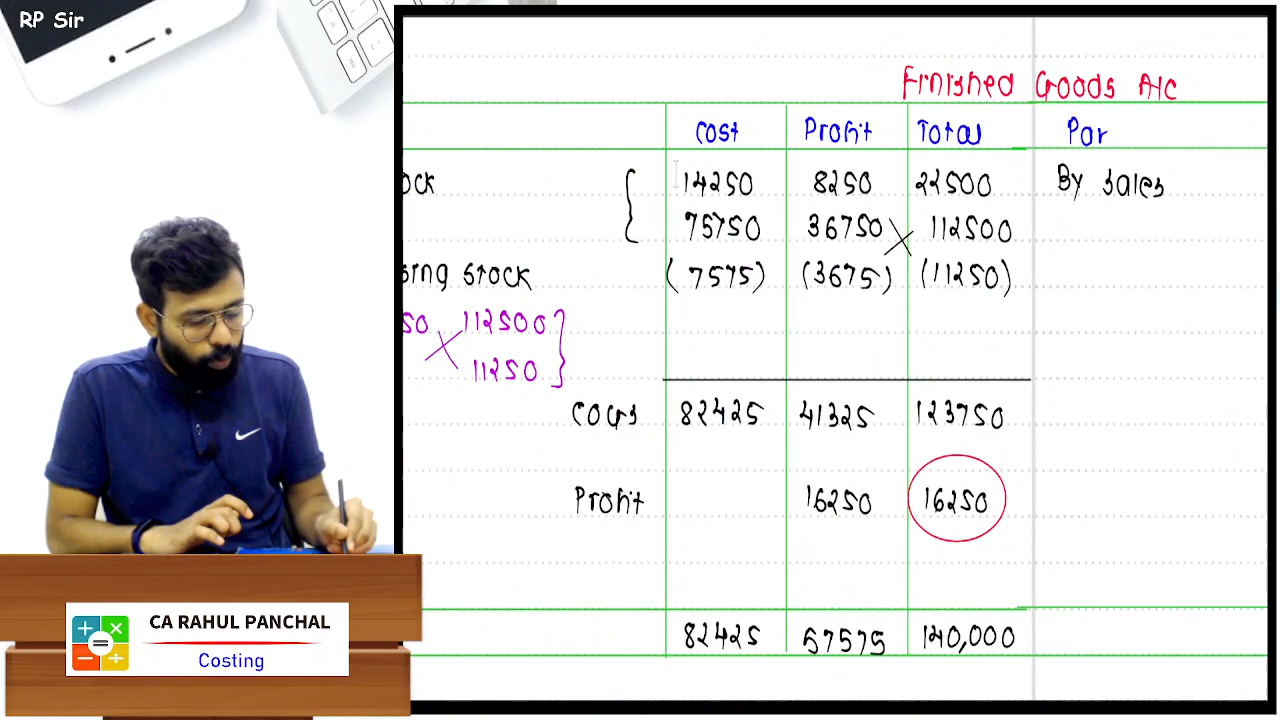 RP Sir
Finished Goods A/c
Cost Profit Total Par
ock { 14250 8250 22500 By sales
75750 36750 112500
sing stock (7575) (3675) (11250)
50 112500 }
11250
COGS 82425 41325 123750
Profit 16250 16250
82425 57575 140,000
CA RAHUL PANCHAL
Costing